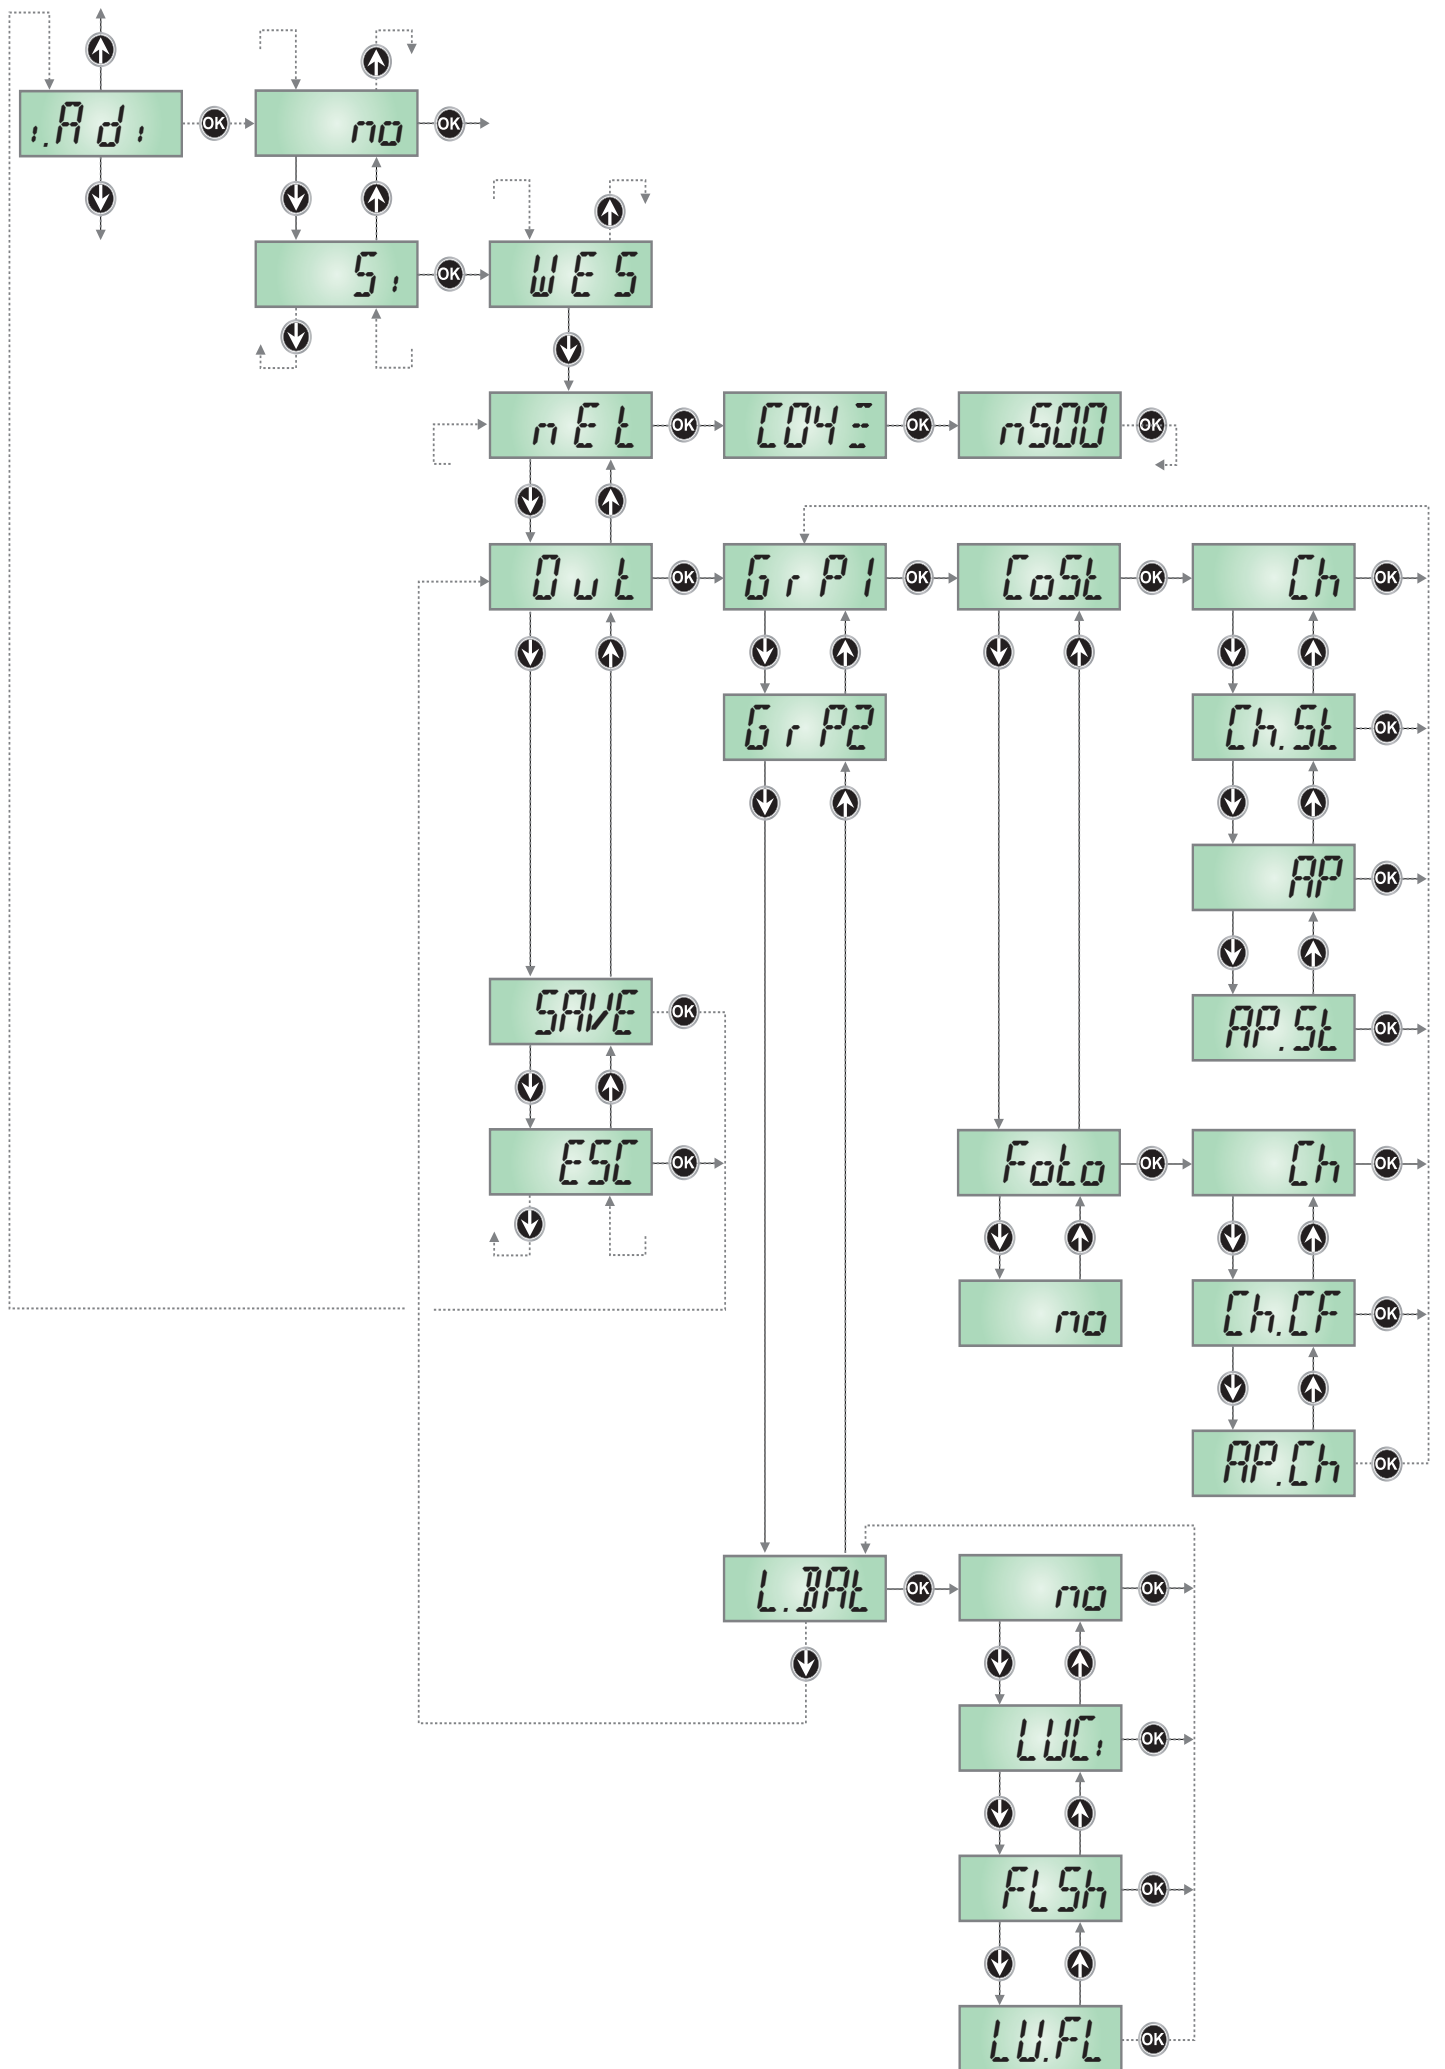 i.Adi OK no OK
Si OK WES
nEt OK C04Ξ OK nS00 OK
Out OK GrP1 OK CoSt OK Ch OK
GrP2 Ch.St OK
AP OK
SAVE OK AP.St OK
ESC OK Foto OK Ch OK
no Ch.CF OK
AP.Ch OK
L.BAt OK no OK
LUCi OK
FLSh OK
LU.FL OK